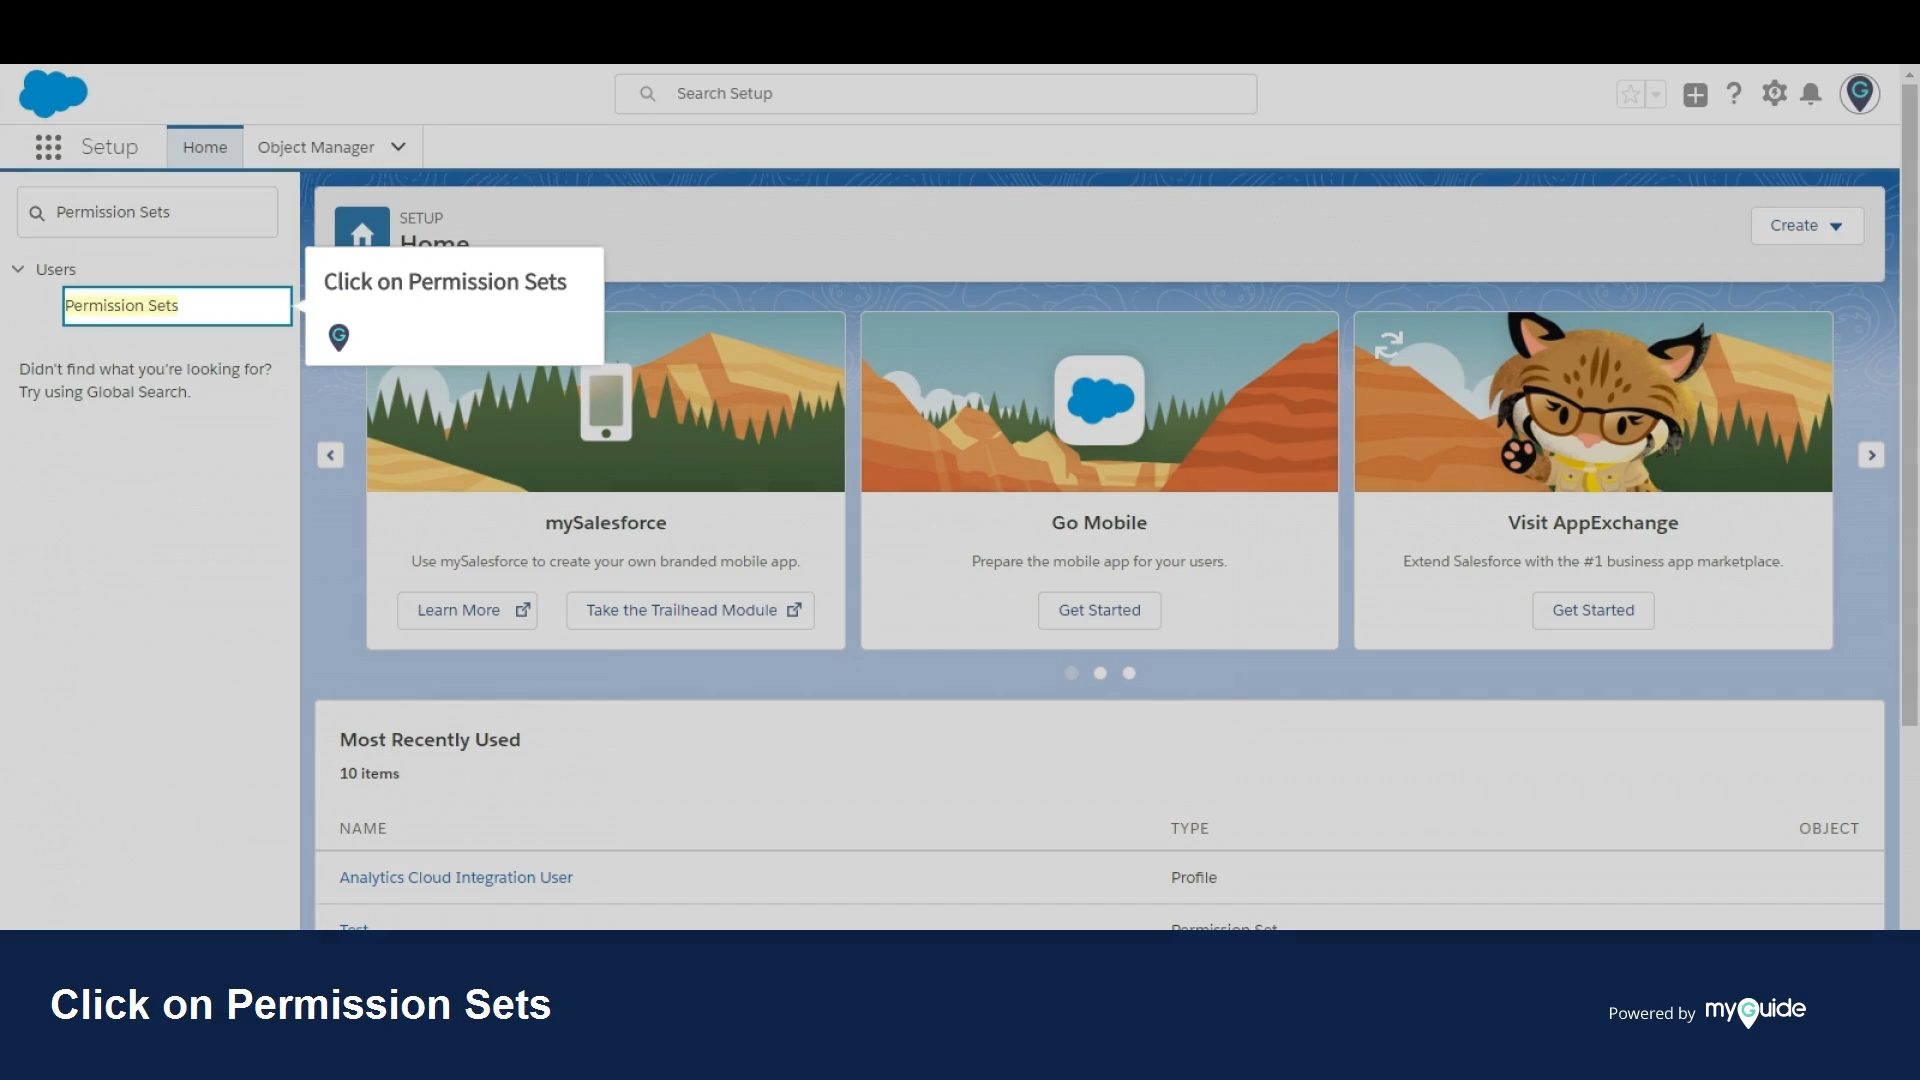 Search Setup
Setup
Home
Object Manager
Permission Sets
Users
Permission Sets
Didn't find what you're looking for?
Try using Global Search.
SETUP
Home
Create
Click on Permission Sets
mySalesforce
Use mySalesforce to create your own branded mobile app.
Learn More
Take the Trailhead Module
Go Mobile
Prepare the mobile app for your users.
Get Started
Visit AppExchange
Extend Salesforce with the #1 business app marketplace.
Get Started
Most Recently Used
10 items
NAME TYPE OBJECT
Analytics Cloud Integration User Profile
Test Permission Set
Click on Permission Sets
Powered by myGuide